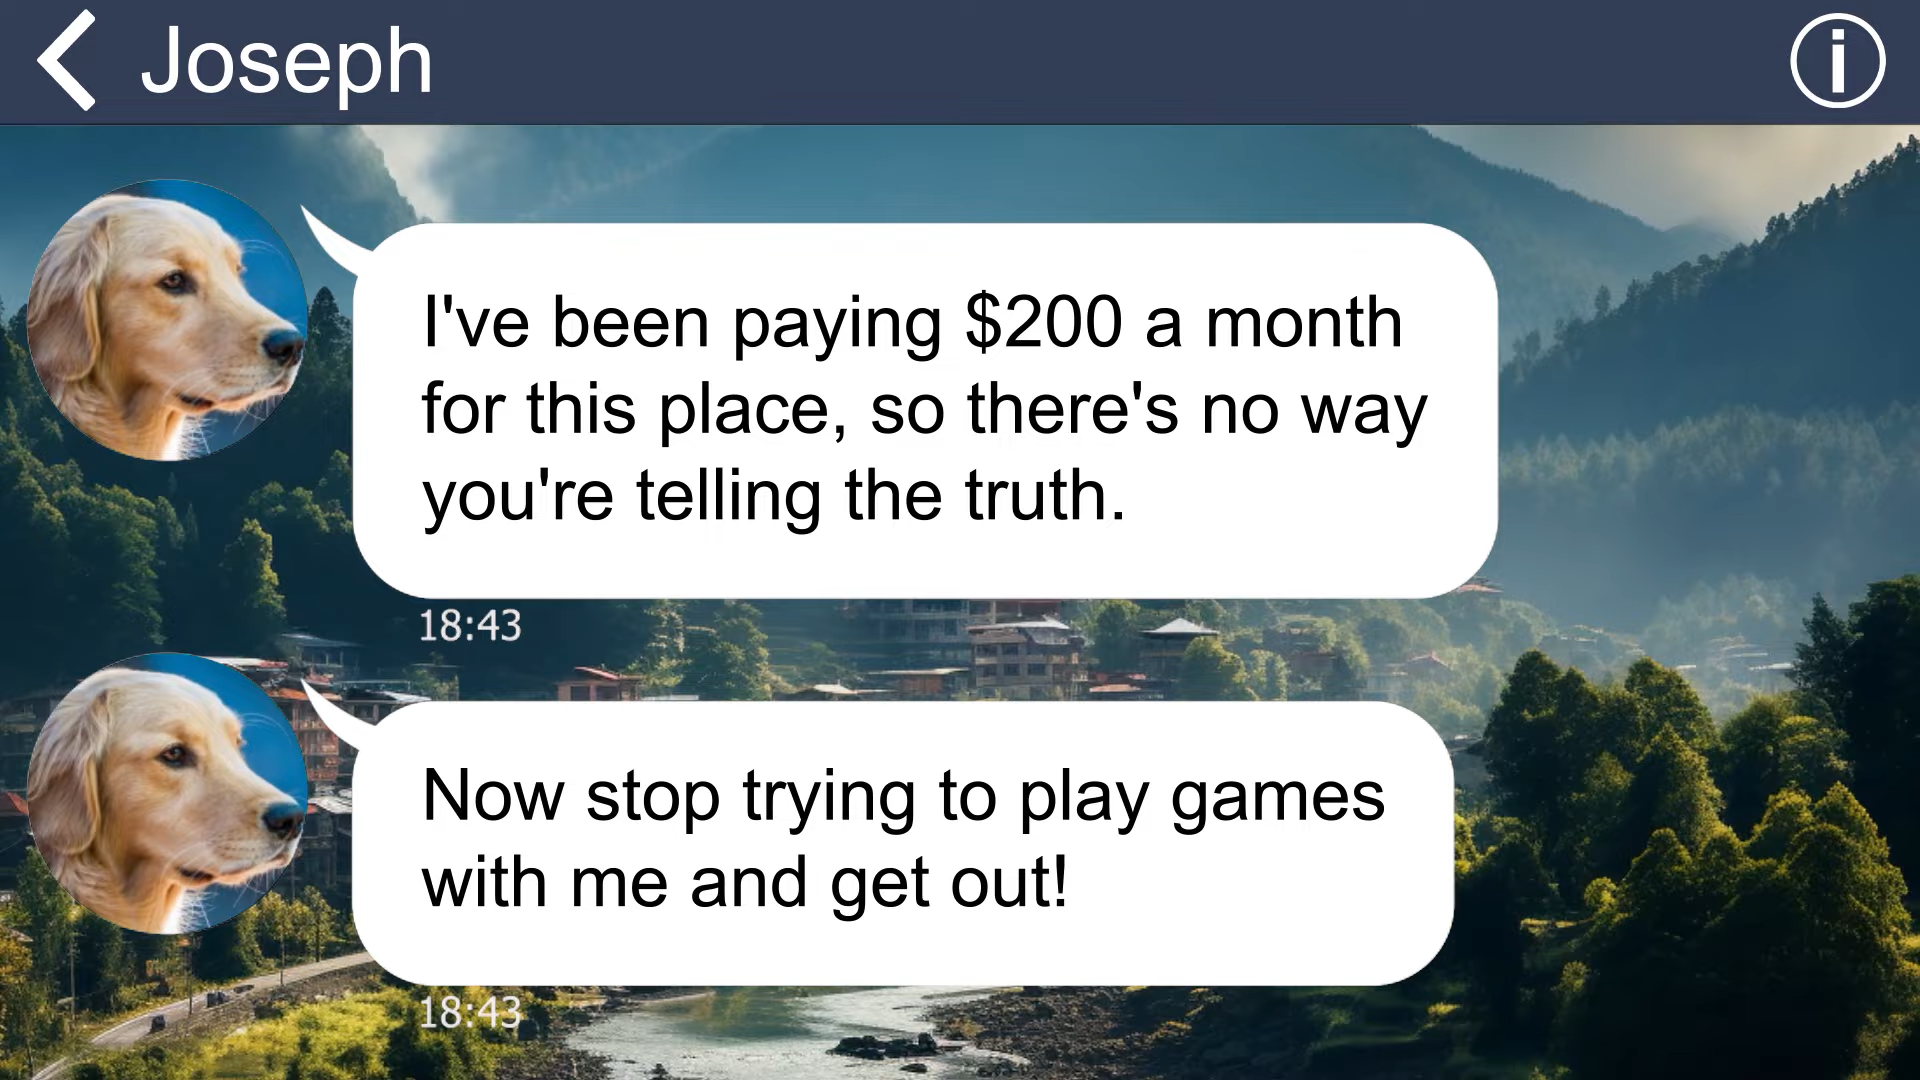 Joseph
I've been paying $200 a month
for this place, so there's no way
you're telling the truth.
18:43
Now stop trying to play games
with me and get out!
18:43